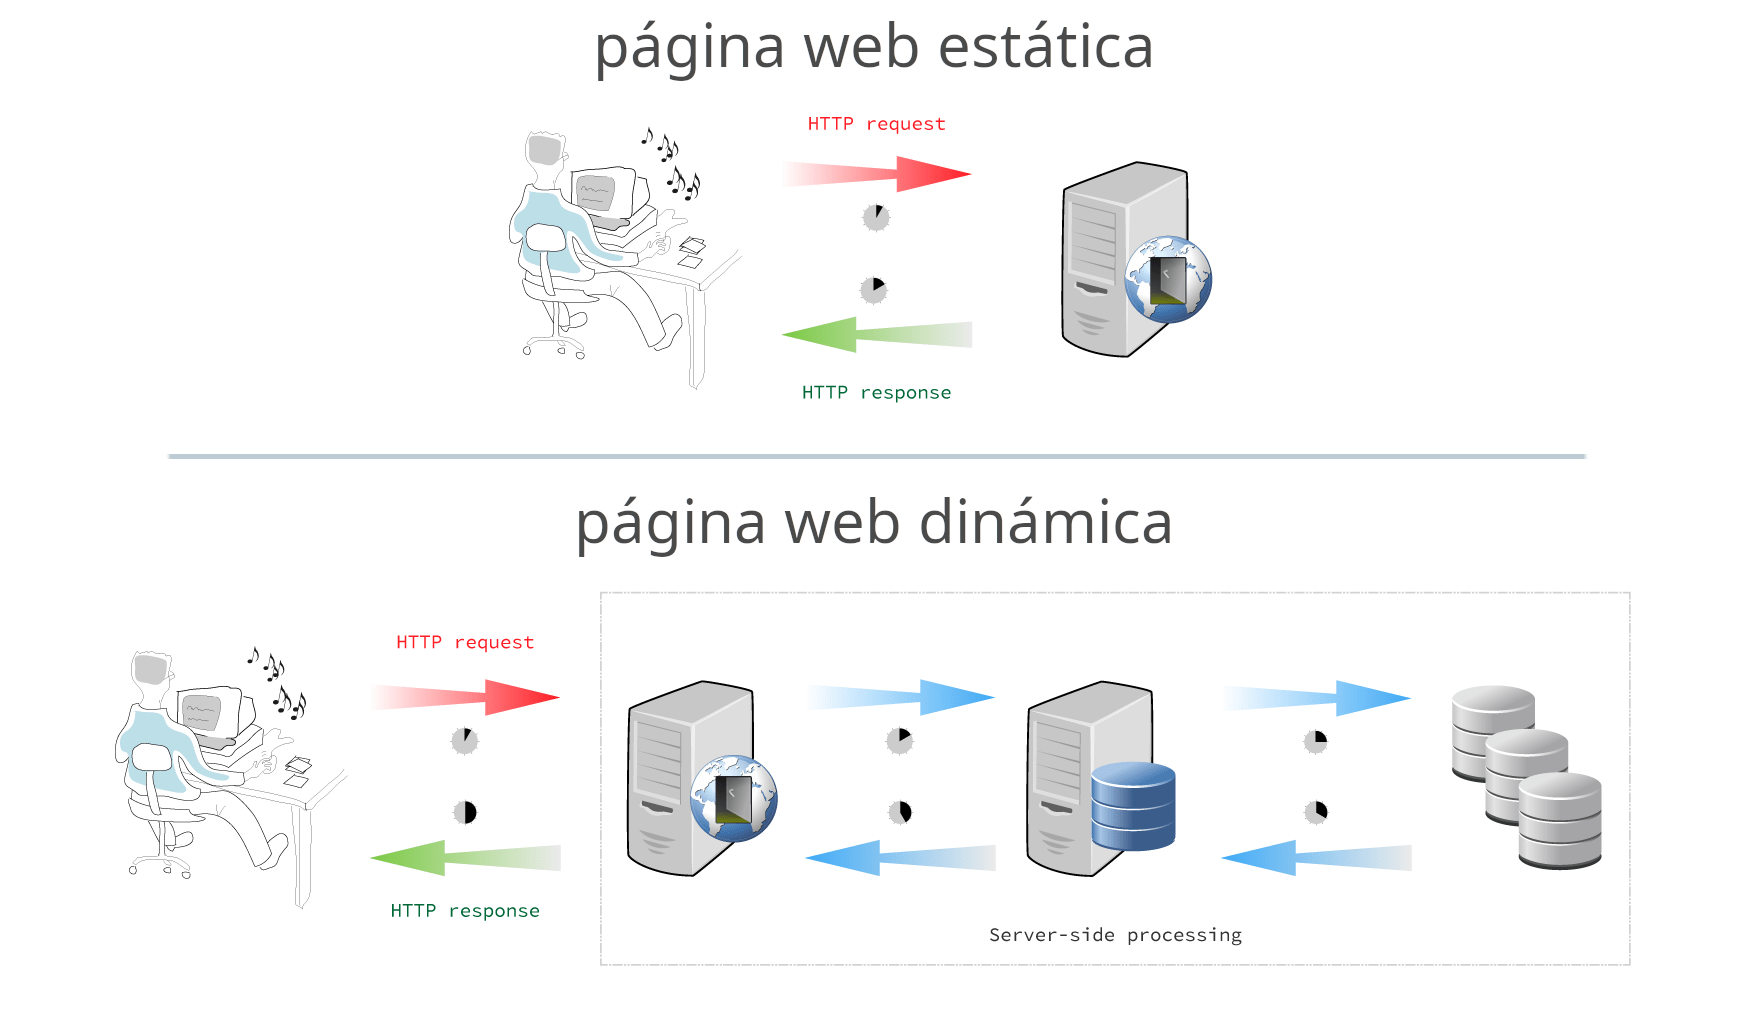 página web estática
HTTP request
HTTP response
página web dinámica
HTTP request
HTTP response
Server-side processing